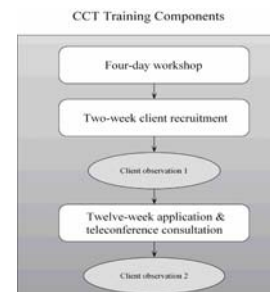 CCT Training Components
Four-day workshop
Two-week client recruitment
Client observation 1
Twelve-week application &
teleconference consultation
Client observation 2